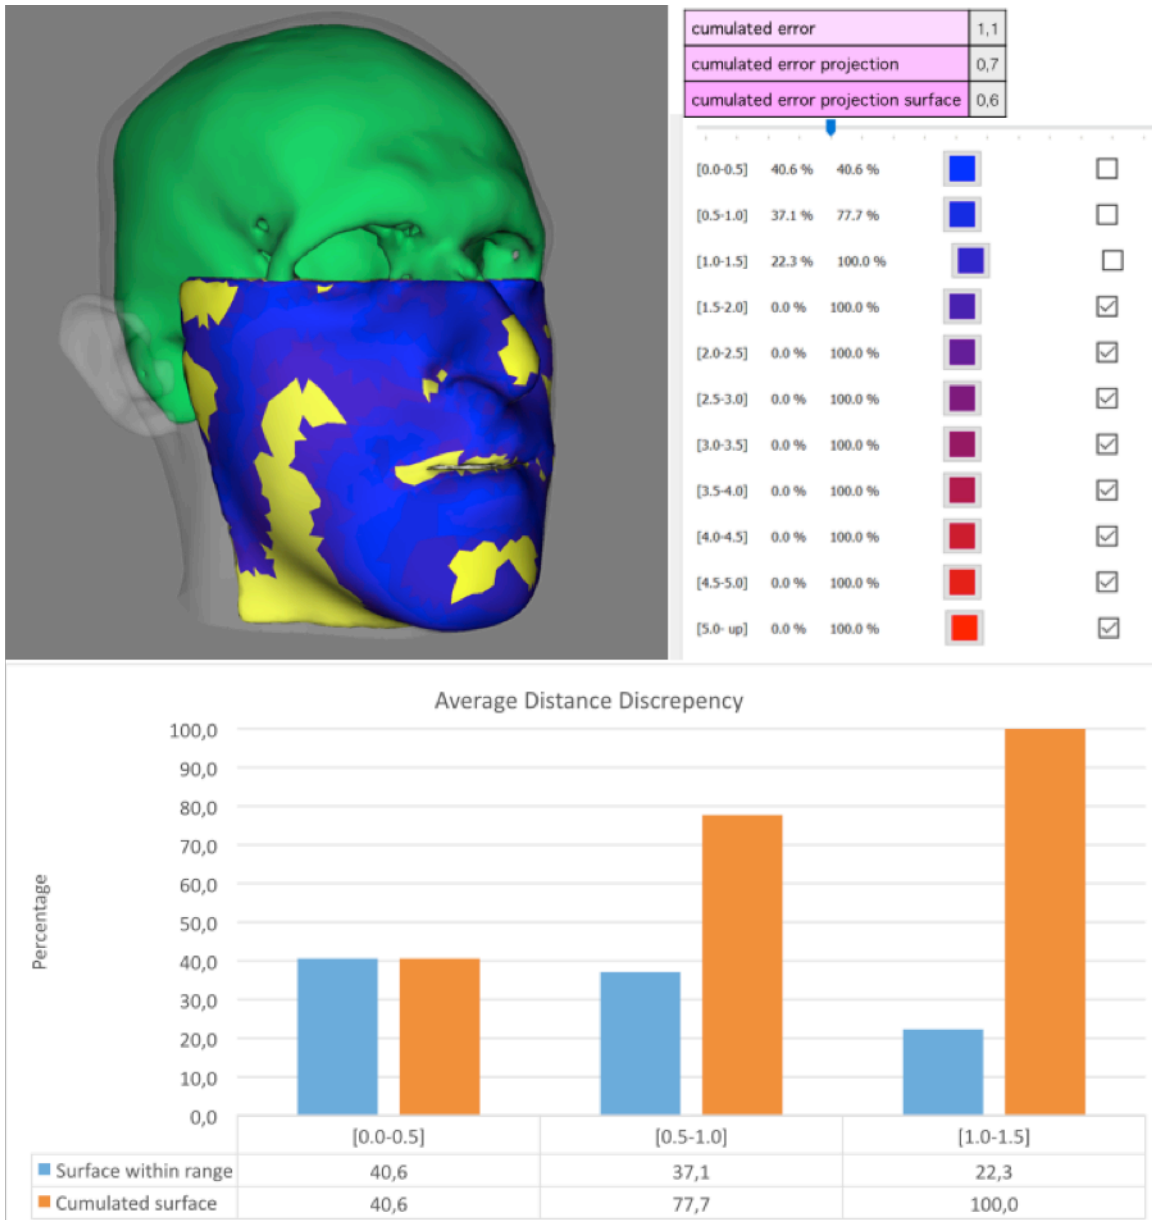 cumulated error 1,1
cumulated error projection 0,7
cumulated error projection surface 0,6
[0.0-0.5] 40.6 % 40.6 %
[0.5-1.0] 37.1 % 77.7 %
[1.0-1.5] 22.3 % 100.0 %
[1.5-2.0] 0.0 % 100.0 %
[2.0-2.5] 0.0 % 100.0 %
[2.5-3.0] 0.0 % 100.0 %
[3.0-3.5] 0.0 % 100.0 %
[3.5-4.0] 0.0 % 100.0 %
[4.0-4.5] 0.0 % 100.0 %
[4.5-5.0] 0.0 % 100.0 %
[5.0- up] 0.0 % 100.0 %
Average Distance Discrepency
Percentage
100,0
90,0
80,0
70,0
60,0
50,0
40,0
30,0
20,0
10,0
0,0
[0.0-0.5] [0.5-1.0] [1.0-1.5]
Surface within range 40,6 37,1 22,3
Cumulated surface 40,6 77,7 100,0